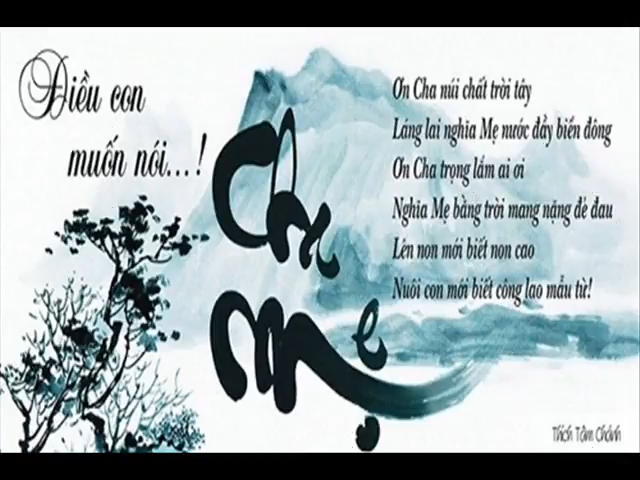 Điều con
muốn nói...!
Cha
Mẹ
Ơn Cha núi chất trời tây
Láng lai nghĩa Mẹ nước đầy biển đông
Ơn Cha trọng lắm ai ơi
Nghĩa Mẹ bằng trời mang nặng đẻ đau
Lên non mới biết non cao
Nuôi con mới biết công lao mẫu từ!
Thích Tâm Chánh